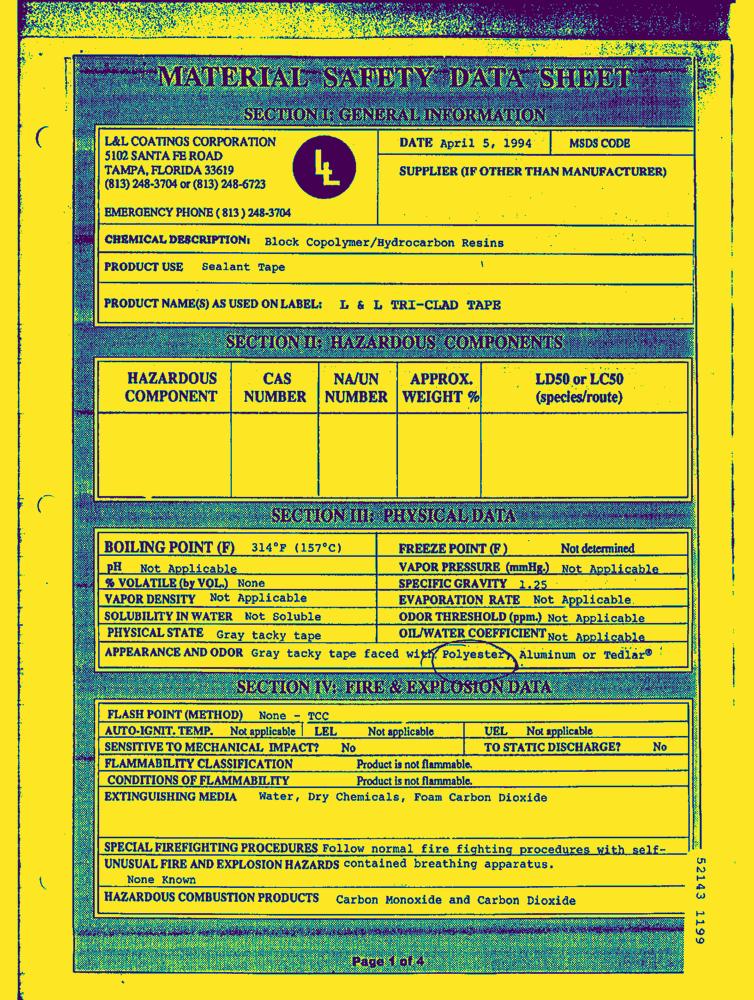 MATERIAL SAFETY DATA SHEET
SECTION I: GENERAL INFORMATION
L&L COATINGS CORPORATION
5102 SANTA FE ROAD
TAMPA, FLORIDA 33619
(813) 248-3704 or (813) 248-6723
EMERGENCY PHONE ( 813 ) 248-3704
LL
DATE April 5, 1994
MSDS CODE
SUPPLIER (IF OTHER THAN MANUFACTURER)
CHEMICAL DESCRIPTION: Block Copolymer/Hydrocarbon Resins
PRODUCT USE Sealant Tape
PRODUCT NAME(S) AS USED ON LABEL: L & L TRI-CLAD TAPE
SECTION II: HAZARDOUS COMPONENTS
HAZARDOUS COMPONENT
CAS NUMBER
NA/UN NUMBER
APPROX. WEIGHT %
LD50 or LC50 (species/route)
SECTION III: PHYSICAL DATA
BOILING POINT (F) 314°F (157°C)
FREEZE POINT (F) Not determined
pH Not Applicable
VAPOR PRESSURE (mmHg.) Not Applicable
% VOLATILE (by VOL.) None
SPECIFIC GRAVITY 1.25
VAPOR DENSITY Not Applicable
EVAPORATION RATE Not Applicable
SOLUBILITY IN WATER Not Soluble
ODOR THRESHOLD (ppm.) Not Applicable
PHYSICAL STATE Gray tacky tape
OIL/WATER COEFFICIENT Not Applicable
APPEARANCE AND ODOR Gray tacky tape faced with Polyester, Aluminum or Tedlar®
SECTION IV: FIRE & EXPLOSION DATA
FLASH POINT (METHOD) None - TCC
AUTO-IGNIT. TEMP. Not applicable
LEL Not applicable
UEL Not applicable
SENSITIVE TO MECHANICAL IMPACT? No
TO STATIC DISCHARGE? No
FLAMMABILITY CLASSIFICATION Product is not flammable.
CONDITIONS OF FLAMMABILITY Product is not flammable.
EXTINGUISHING MEDIA Water, Dry Chemicals, Foam Carbon Dioxide
SPECIAL FIREFIGHTING PROCEDURES Follow normal fire fighting procedures with self-
UNUSUAL FIRE AND EXPLOSION HAZARDS contained breathing apparatus.
None Known
HAZARDOUS COMBUSTION PRODUCTS Carbon Monoxide and Carbon Dioxide
52143 1199
Page 1 of 4